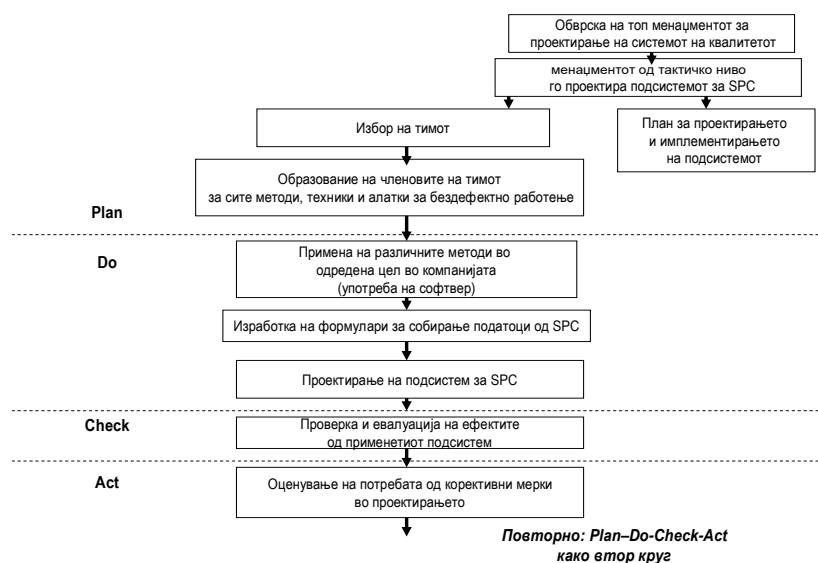 Обврска на топ менаџментот за
проектирање на системот на квалитетот
менаџментот од тактичко ниво
го проектира подсистемот за SPC
Избор на тимот
План за проектирањето
и имплементирањето
на подсистемот
Образование на членовите на тимот
за сите методи, техники и алатки за бездефектно работење
Plan
Do
Примена на различните методи во
одредена цел во компанијата
(употреба на софтвер)
Изработка на формулари за собирање податоци од SPC
Проектирање на подсистем за SPC
Check
Проверка и евалуација на ефектите
од применетиот подсистем
Act
Оценување на потребата од корективни мерки
во проектирањето
Повторно: Plan–Do-Check-Act
како втор круг